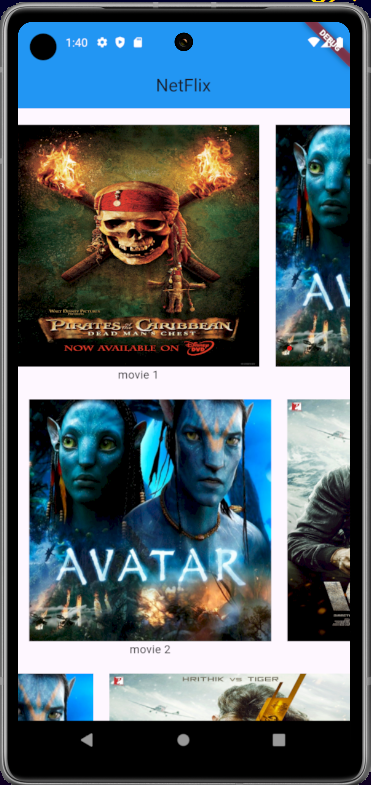 1:40
DEBUG
NetFlix
WALT DISNEY PICTURES
PIRATES of the CARIBBEAN
DEAD MAN'S CHEST
NOW AVAILABLE ON Disney DVD
AV
movie 1
AVATAR
movie 2
HRITHIK vs TIGER